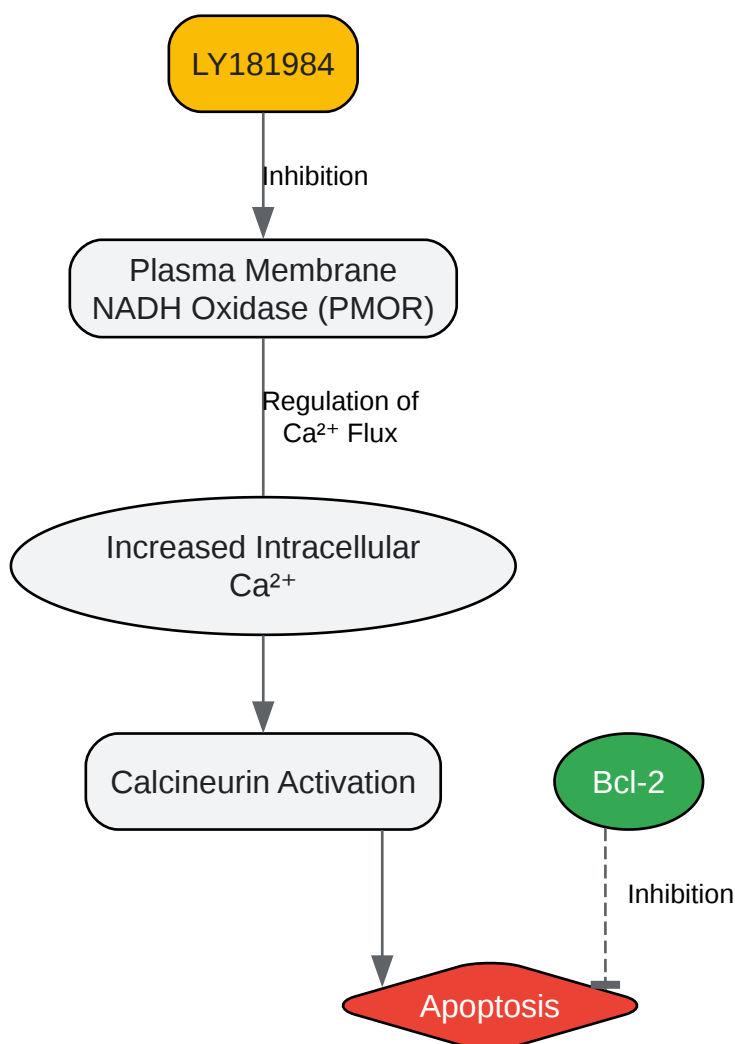 LY181984
Inhibition
Plasma Membrane
NADH Oxidase (PMOR)
Regulation of
Ca²⁺ Flux
Increased Intracellular
Ca²⁺
Calcineurin Activation
Bcl-2
Inhibition
Apoptosis